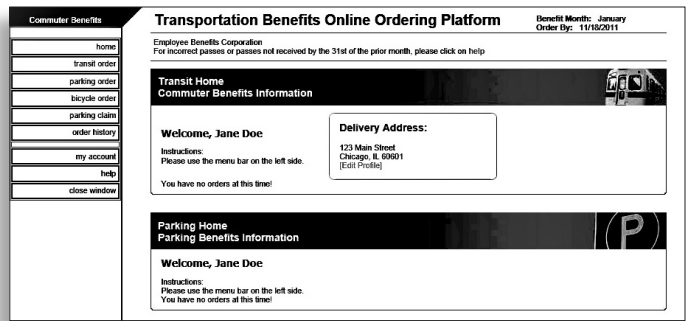 Commuter Benefits
home
transit order
parking order
bicycle order
parking claim
order history
my account
help
close window
Transportation Benefits Online Ordering Platform
Benefit Month: January
Order By: 11/18/2011
Employee Benefits Corporation
For incorrect passes or passes not received by the 31st of the prior month, please click on help
Transit Home
Commuter Benefits Information
Welcome, Jane Doe
Instructions:
Please use the menu bar on the left side.
You have no orders at this time!
Delivery Address:
123 Main Street
Chicago, IL 60601
[Edit Profile]
Parking Home
Parking Benefits Information
P
Welcome, Jane Doe
Instructions:
Please use the menu bar on the left side.
You have no orders at this time!